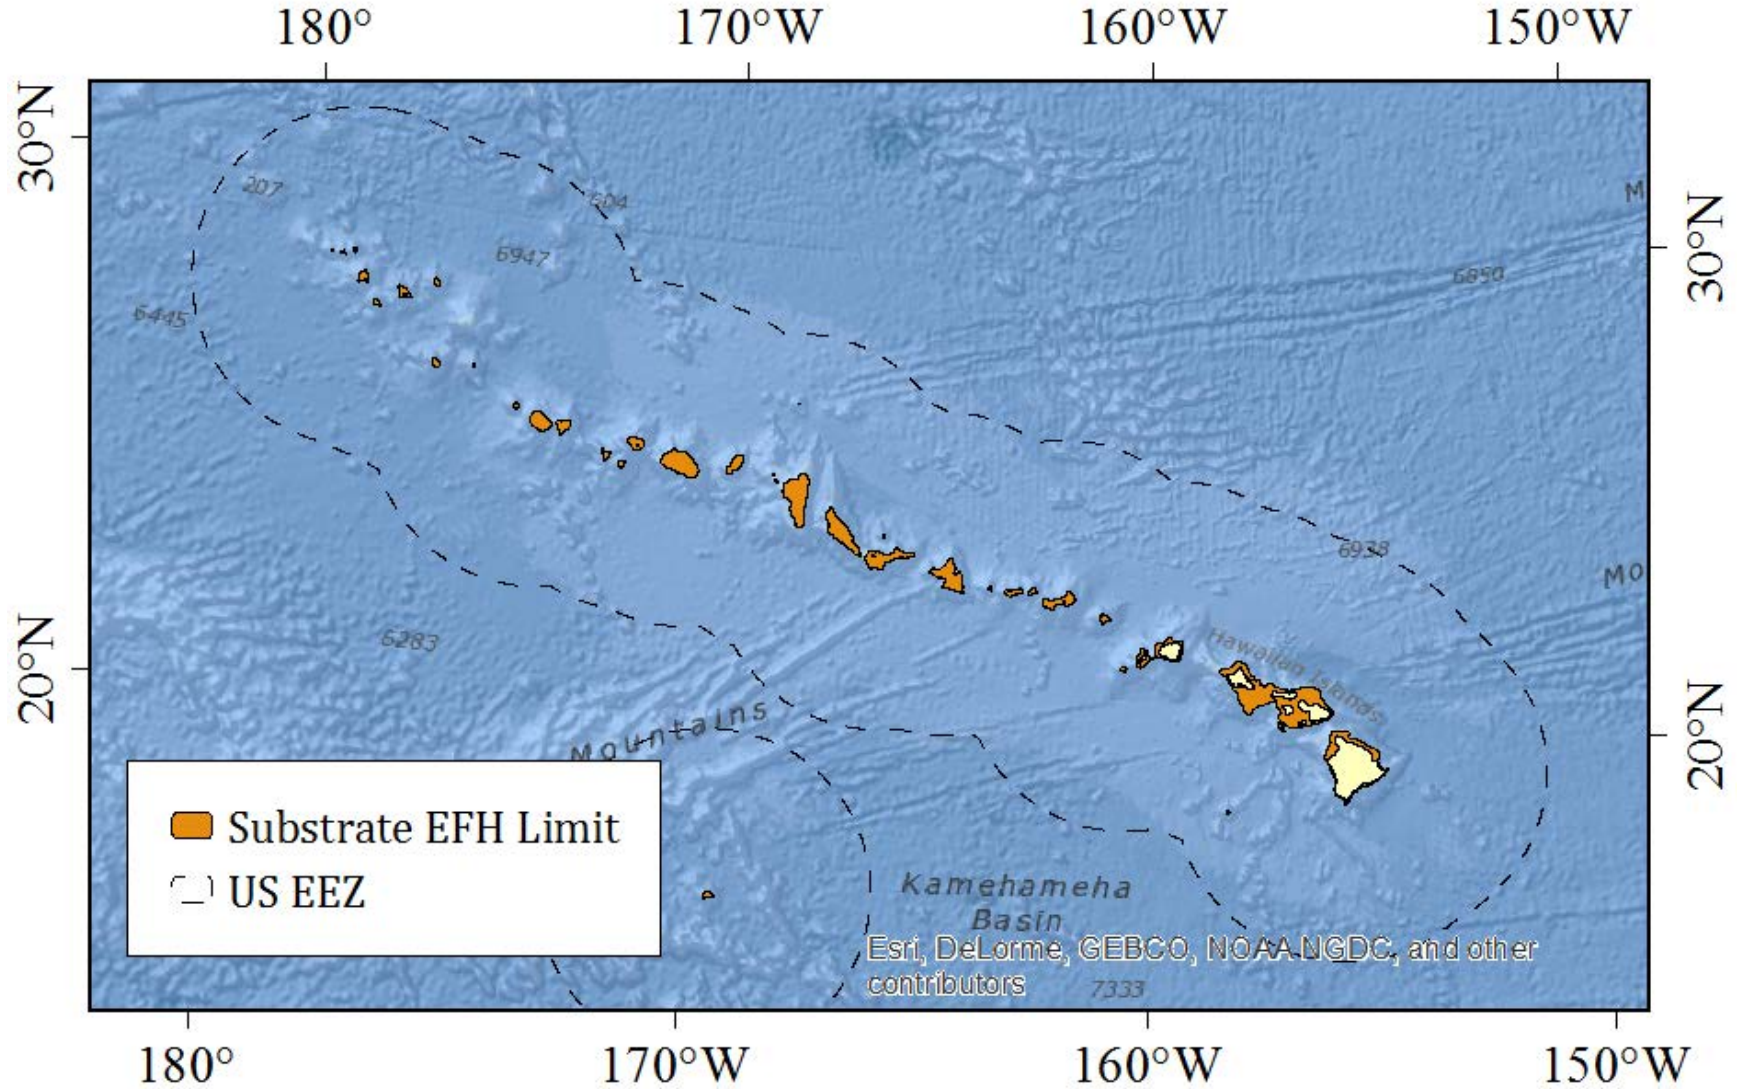 180° 170°W 160°W 150°W
30°N
30°N
20°N
20°N
M
207
604
6947
6850
6445
6938
Mo
6283
Hawaiian Islands
Mountains
Substrate EFH Limit
US EEZ
Kamehameha
Basin
Esri, DeLorme, GEBCO, NOAA NGDC, and other
contributors
7333
180° 170°W 160°W 150°W